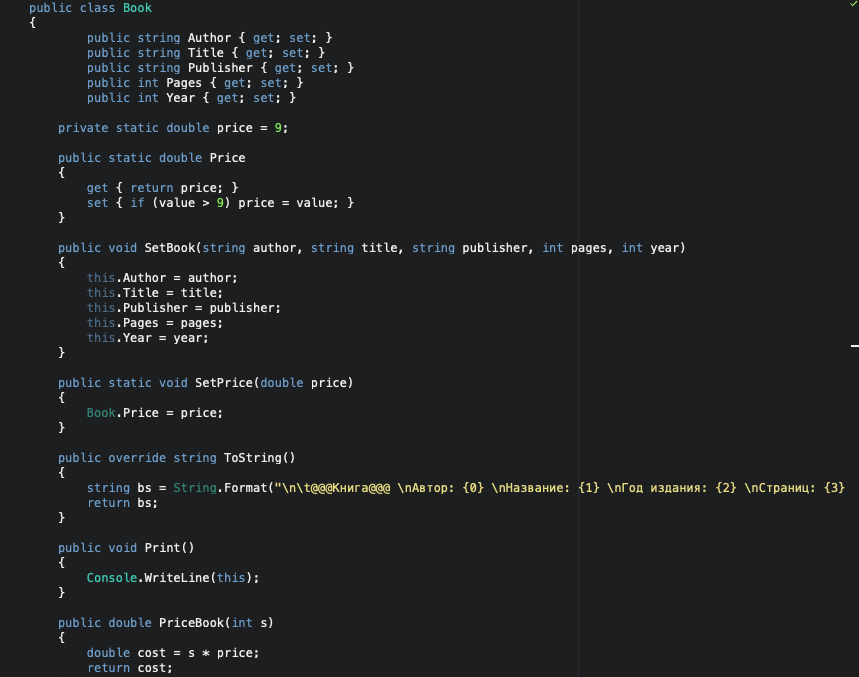 public class Book
{
public string Author { get; set; }
public string Title { get; set; }
public string Publisher { get; set; }
public int Pages { get; set; }
public int Year { get; set; }
private static double price = 9;
public static double Price
{
get { return price; }
set { if (value > 9) price = value; }
}
public void SetBook(string author, string title, string publisher, int pages, int year)
{
this.Author = author;
this.Title = title;
this.Publisher = publisher;
this.Pages = pages;
this.Year = year;
}
public static void SetPrice(double price)
{
Book.Price = price;
}
public override string ToString()
{
string bs = String.Format("\n\t@@@Книга@@@ \nАвтор: {0} \nНазвание: {1} \nГод издания: {2} \nСтраниц: {3}
return bs;
}
public void Print()
{
Console.WriteLine(this);
}
public double PriceBook(int s)
{
double cost = s * price;
return cost;